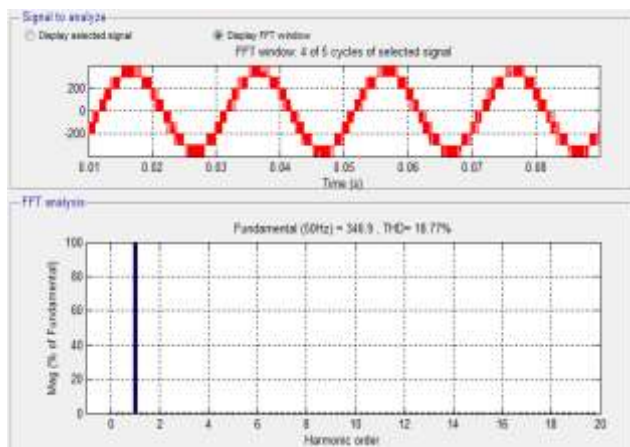 Signal to analyze
Display selected signal Display FFT window
FFT window: 4 of 5 cycles of selected signal
200
0
-200
0.01 0.02 0.03 0.04 0.05 0.06 0.07 0.08
Time (s)
FFT analysis
Fundamental (50Hz) = 346.9 , THD= 18.77%
Mag (% of Fundamental)
100
80
60
40
20
0
0 2 4 6 8 10 12 14 16 18 20
Harmonic order